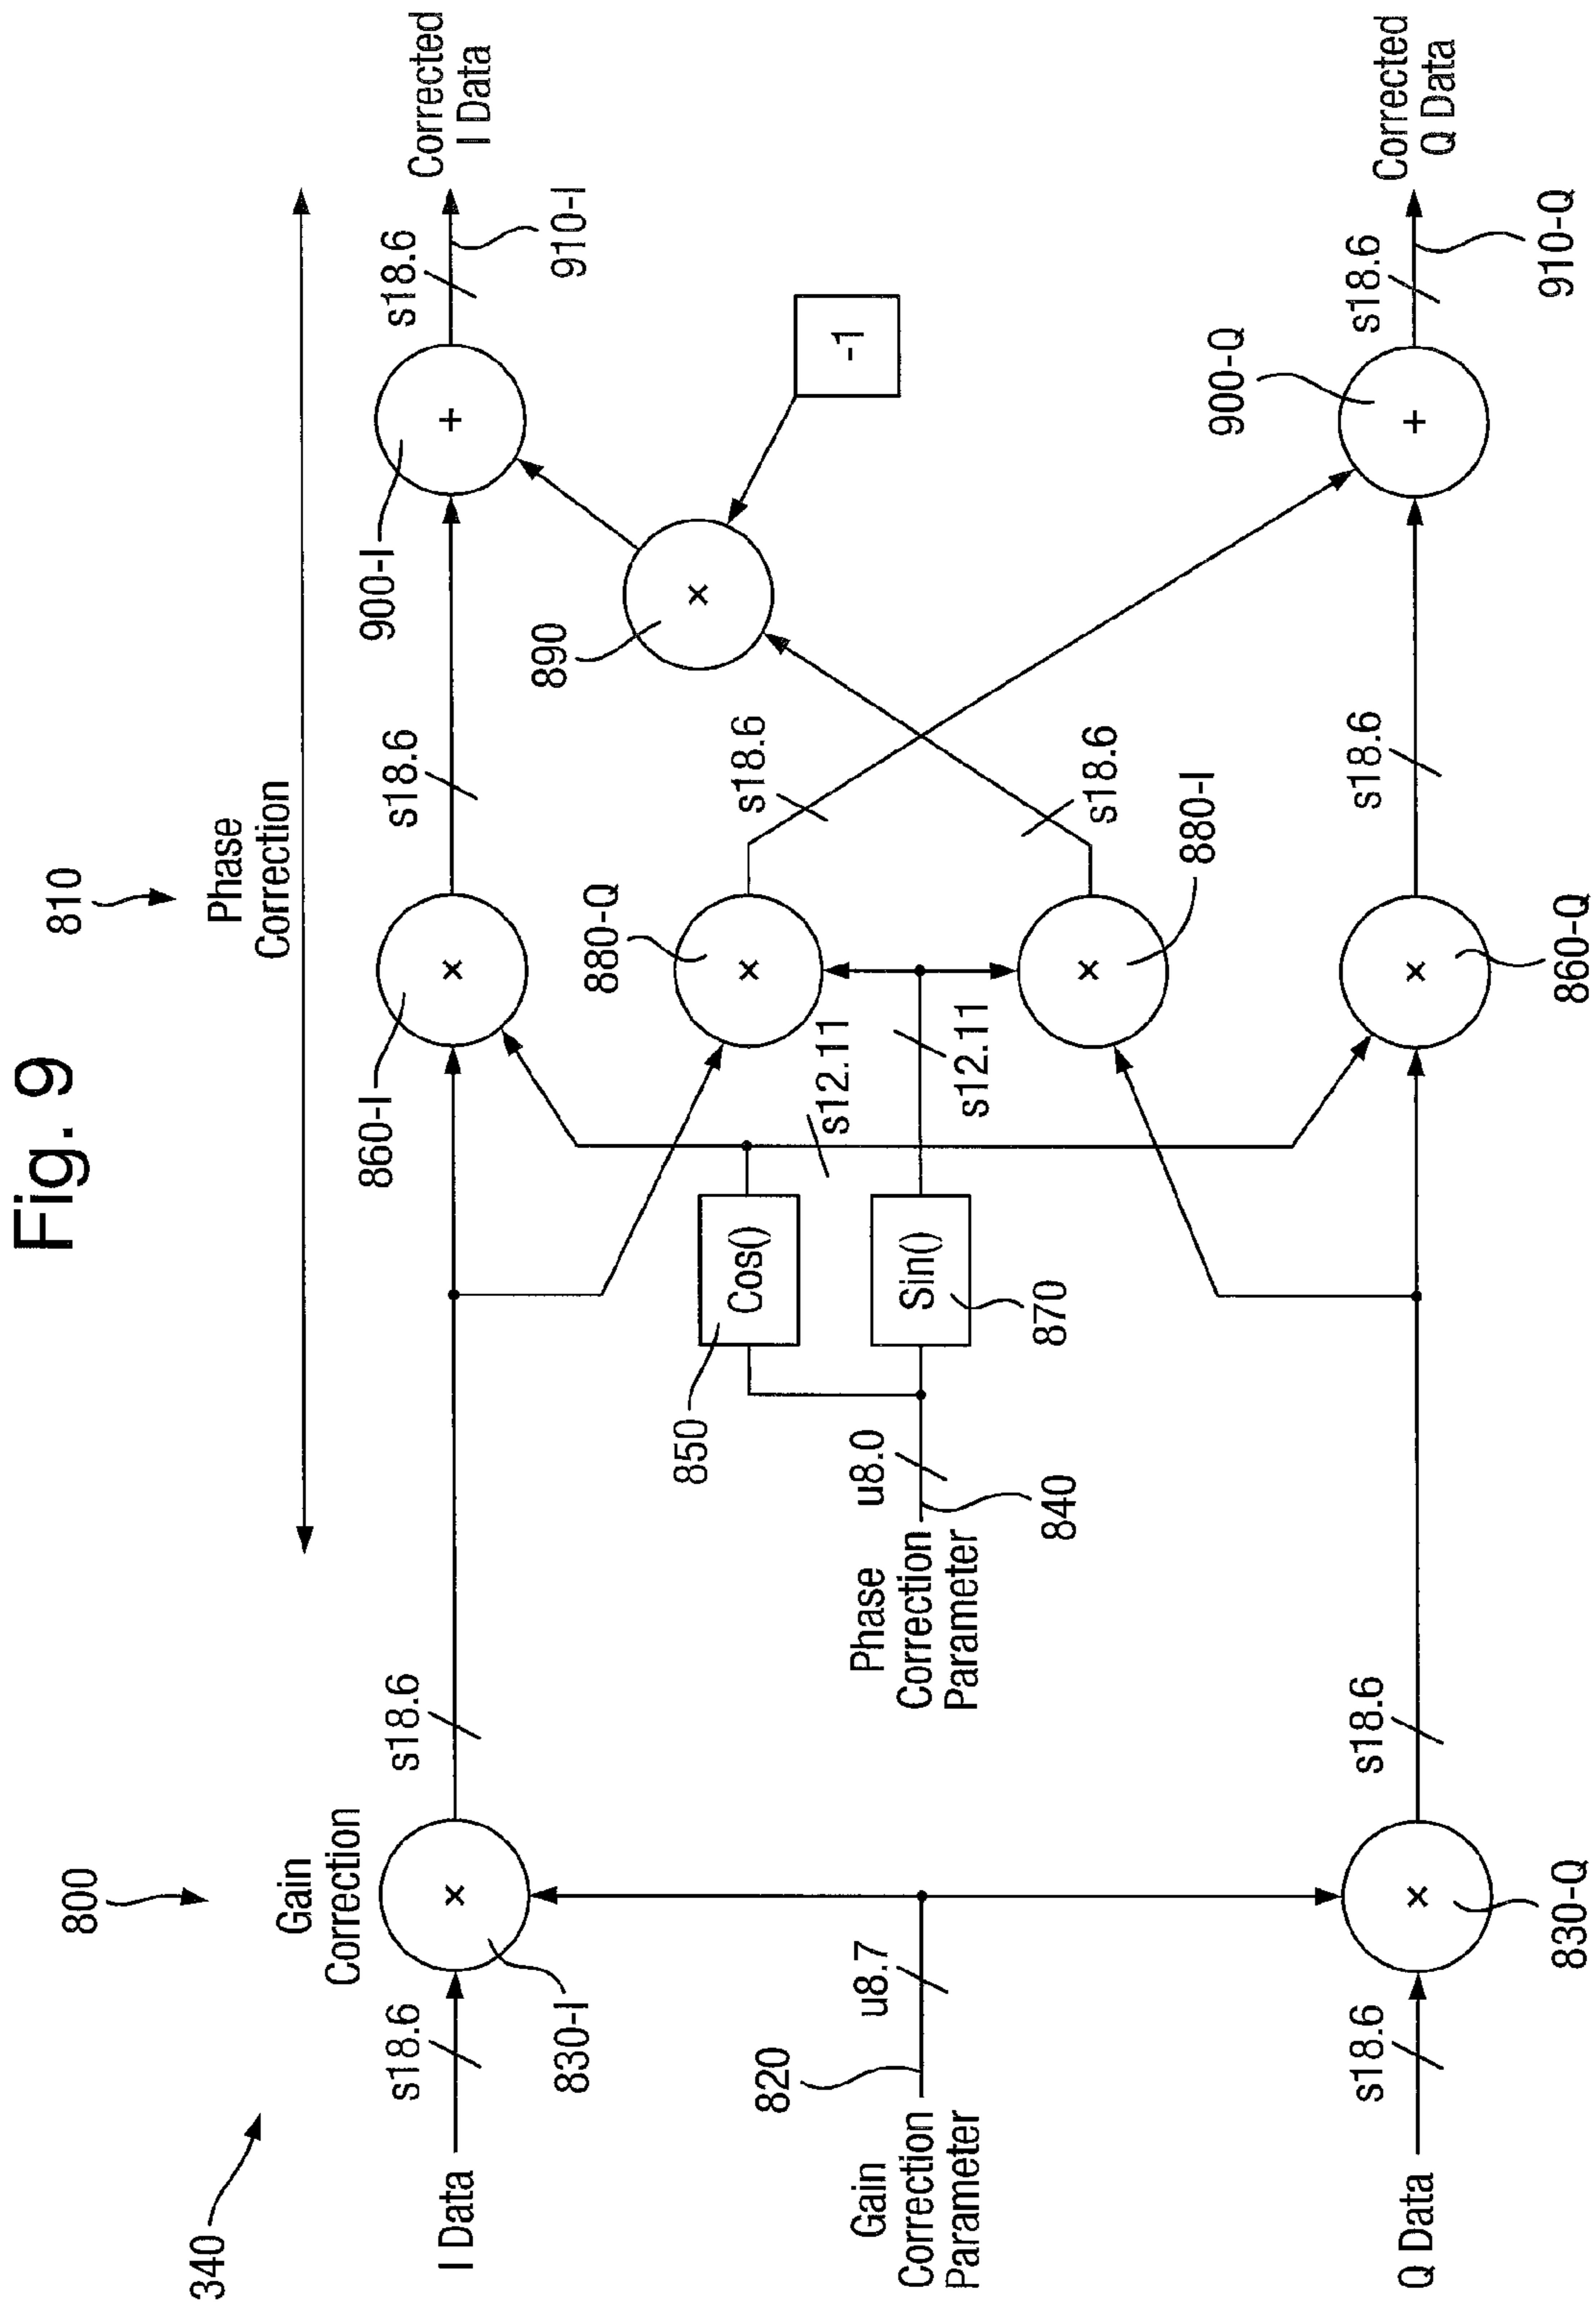 Fig. 9
340
800
Gain
Correction
810
Phase
Correction
I Data
s18.6
830-I
s18.6
860-I
s18.6
900-I
s18.6
910-I
Corrected
I Data
Gain
Correction
Parameter
820
u8.7
Phase
Correction
Parameter
840
u8.0
850
Cos()
Sin()
870
s12.11
s12.11
880-Q
×
s18.6
880-I
×
s18.6
890
×
-1
×
×
+
Q Data
s18.6
830-Q
×
s18.6
860-Q
×
s18.6
900-Q
+
s18.6
910-Q
Corrected
Q Data